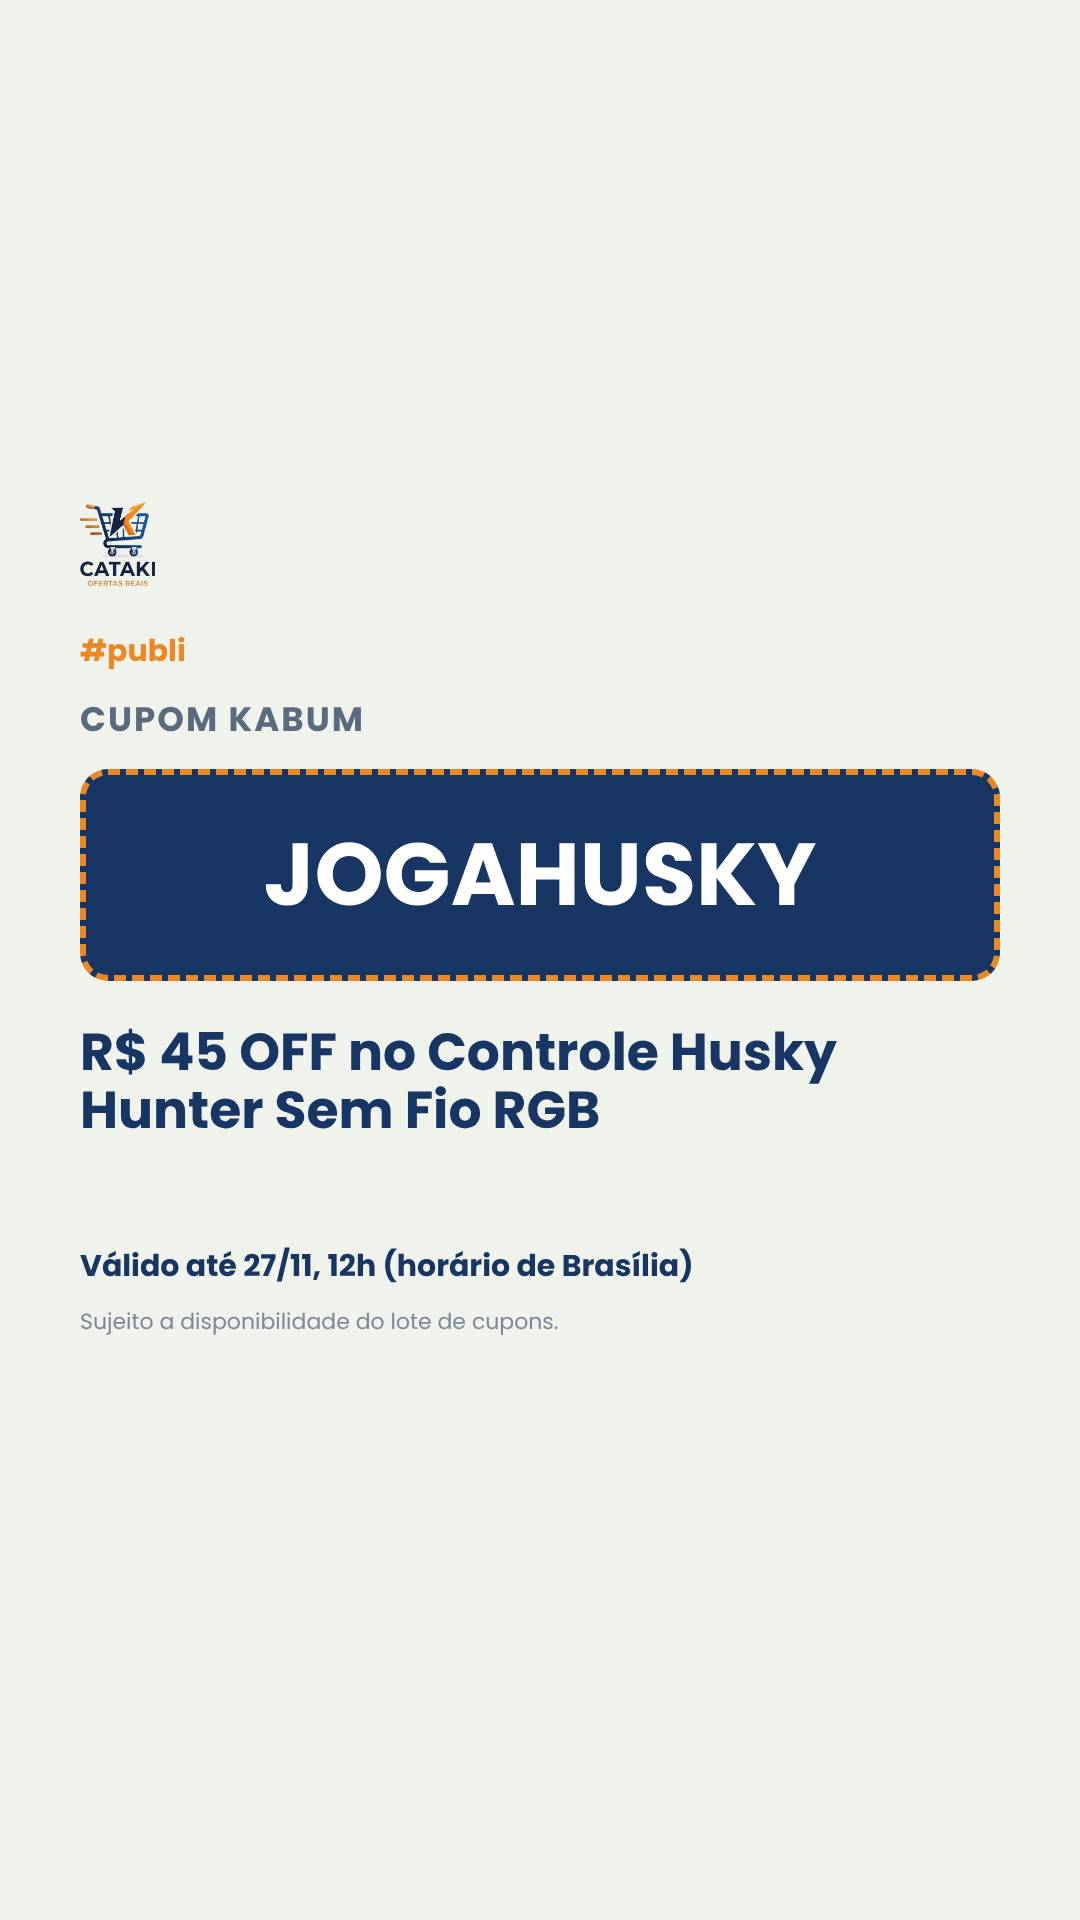 CATAKI
OFERTAS REAIS
#publi
CUPOM KABUM
JOGAHUSKY
R$ 45 OFF no Controle Husky
Hunter Sem Fio RGB
Válido até 27/11, 12h (horário de Brasília)
Sujeito a disponibilidade do lote de cupons.